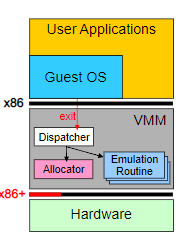 User Applications
Guest OS
x86
exit
VMM
Dispatcher
Allocator
Emulation
Routine
x86+
Hardware